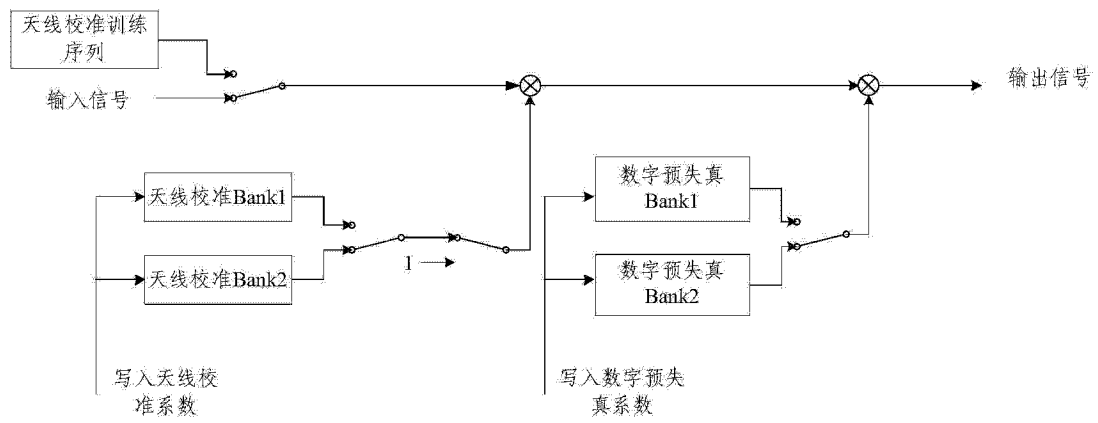 天线校准训练
序列
输入信号
输出信号
天线校准Bank1
天线校准Bank2
1
数字预失真
Bank1
数字预失真
Bank2
写入天线校
准系数
写入数字预失
真系数